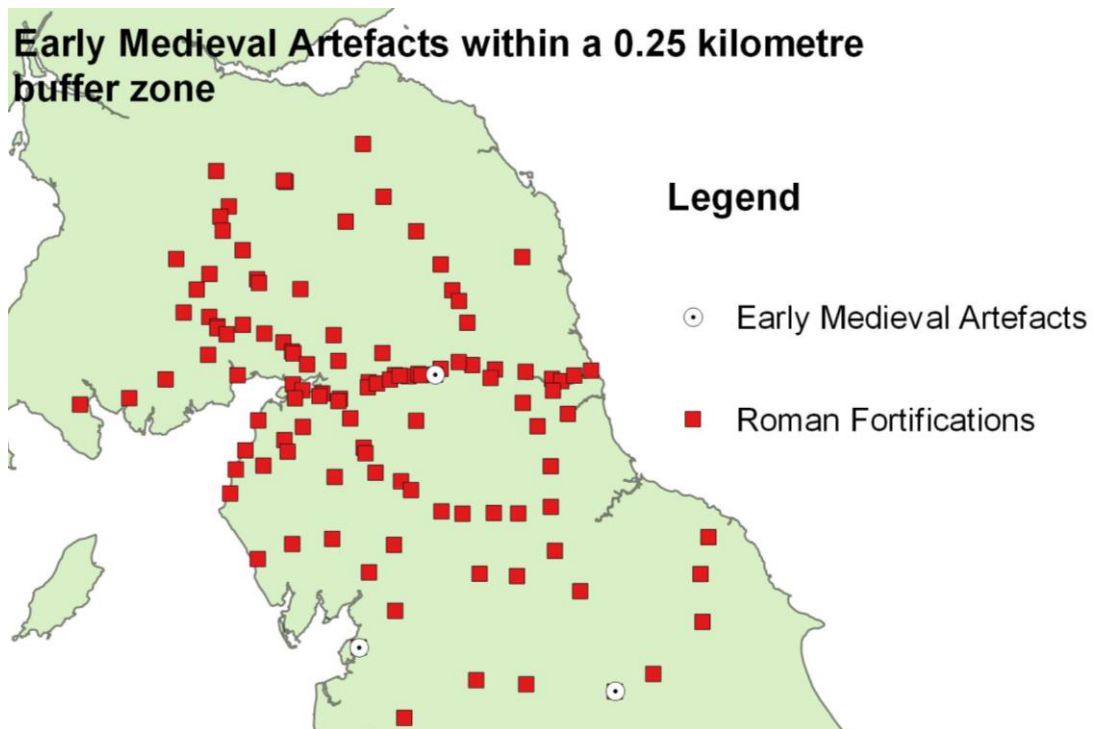 Early Medieval Artefacts within a 0.25 kilometre
buffer zone
Legend
Early Medieval Artefacts
Roman Fortifications